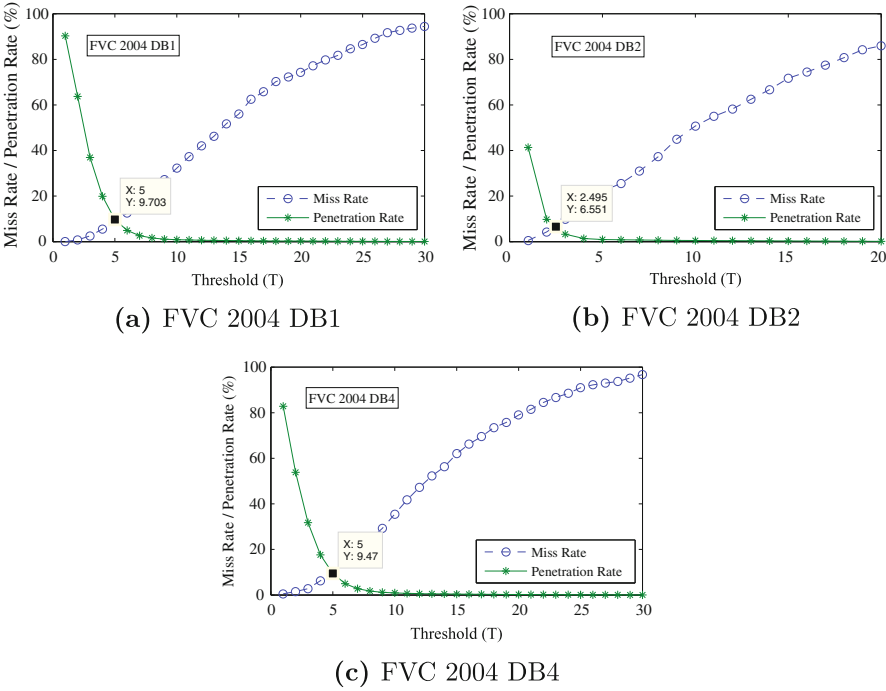 Miss Rate / Penetration Rate (%)
100
80
60
40
20
0
FVC 2004 DB1
X: 5
Y: 9.703
Miss Rate
Penetration Rate
0 5 10 15 20 25 30
Threshold (T)
(a) FVC 2004 DB1
Miss Rate / Penetration Rate (%)
100
80
60
40
20
0
FVC 2004 DB2
X: 2.495
Y: 6.551
Miss Rate
Penetration Rate
0 5 10 15 20
Threshold (T)
(b) FVC 2004 DB2
Miss Rate / Penetration Rate (%)
100
80
60
40
20
0
FVC 2004 DB4
X: 5
Y: 9.47
Miss Rate
Penetration Rate
0 5 10 15 20 25 30
Threshold (T)
(c) FVC 2004 DB4